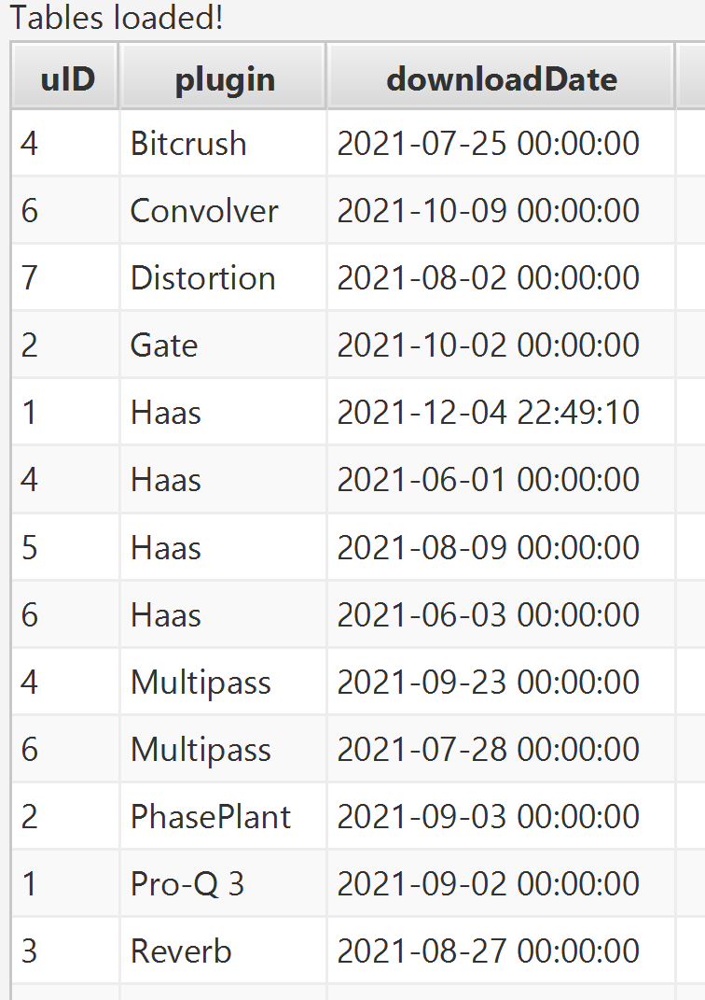 Tables loaded!
uID plugin downloadDate
4 Bitcrush 2021-07-25 00:00:00
6 Convolver 2021-10-09 00:00:00
7 Distortion 2021-08-02 00:00:00
2 Gate 2021-10-02 00:00:00
1 Haas 2021-12-04 22:49:10
4 Haas 2021-06-01 00:00:00
5 Haas 2021-08-09 00:00:00
6 Haas 2021-06-03 00:00:00
4 Multipass 2021-09-23 00:00:00
6 Multipass 2021-07-28 00:00:00
2 PhasePlant 2021-09-03 00:00:00
1 Pro-Q 3 2021-09-02 00:00:00
3 Reverb 2021-08-27 00:00:00